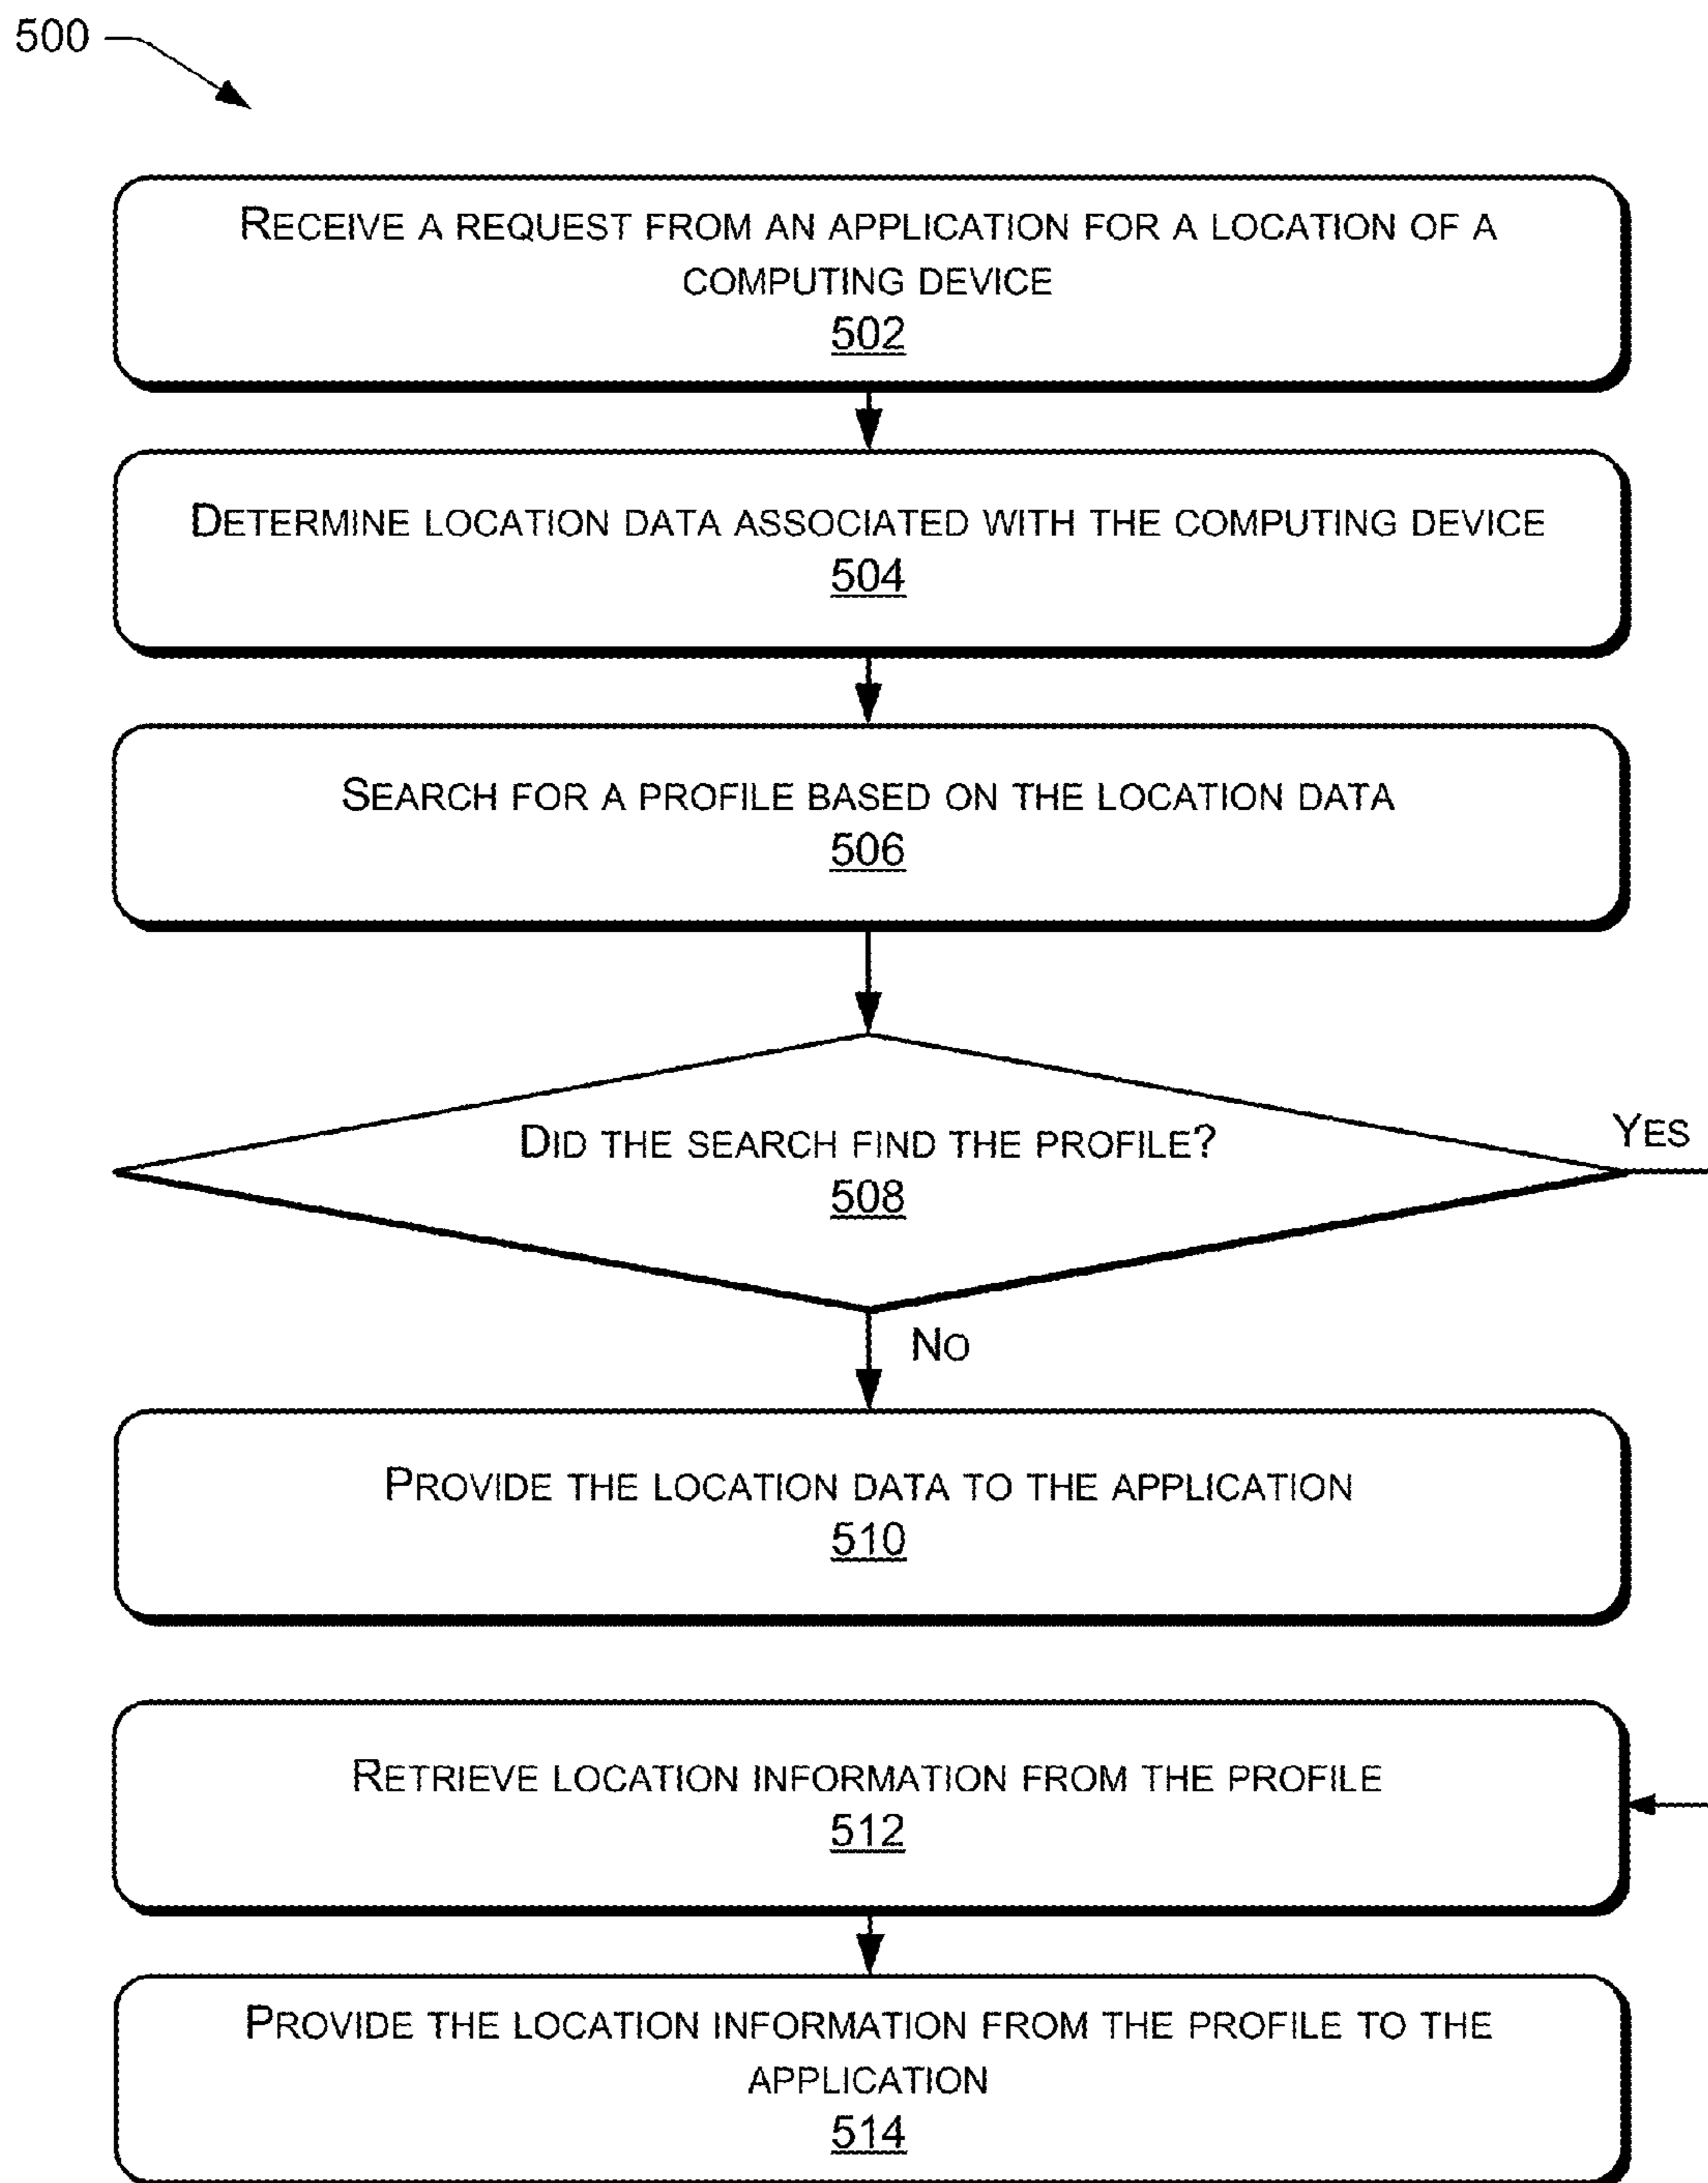 500
RECEIVE A REQUEST FROM AN APPLICATION FOR A LOCATION OF A
COMPUTING DEVICE
502
DETERMINE LOCATION DATA ASSOCIATED WITH THE COMPUTING DEVICE
504
SEARCH FOR A PROFILE BASED ON THE LOCATION DATA
506
DID THE SEARCH FIND THE PROFILE?
508
YES
NO
PROVIDE THE LOCATION DATA TO THE APPLICATION
510
RETRIEVE LOCATION INFORMATION FROM THE PROFILE
512
PROVIDE THE LOCATION INFORMATION FROM THE PROFILE TO THE
APPLICATION
514